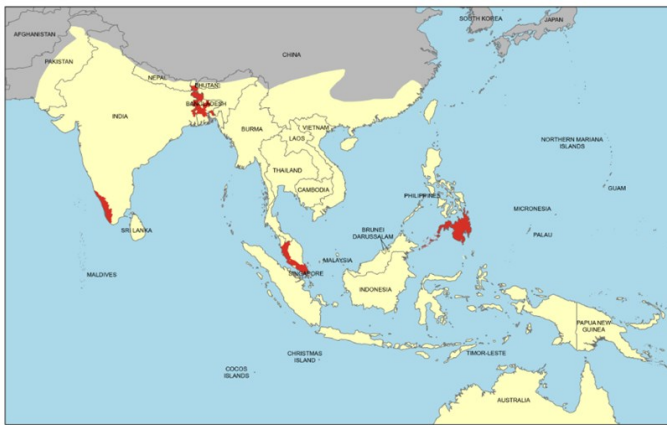 SOUTH KOREA
JAPAN
AFGHANISTAN
CHINA
PAKISTAN
NEPAL
BHUTAN
BANGLADESH
INDIA
BURMA
VIETNAM
LAOS
THAILAND
CAMBODIA
NORTHERN MARIANA
ISLANDS
GUAM
PHILIPPINES
MICRONESIA
PALAU
SRI LANKA
BRUNEI
DARUSSALAM
MALDIVES
MALAYSIA
SINGAPORE
INDONESIA
PAPUA NEW
GUINEA
CHRISTMAS
ISLAND
TIMOR-LESTE
COCOS
ISLANDS
AUSTRALIA